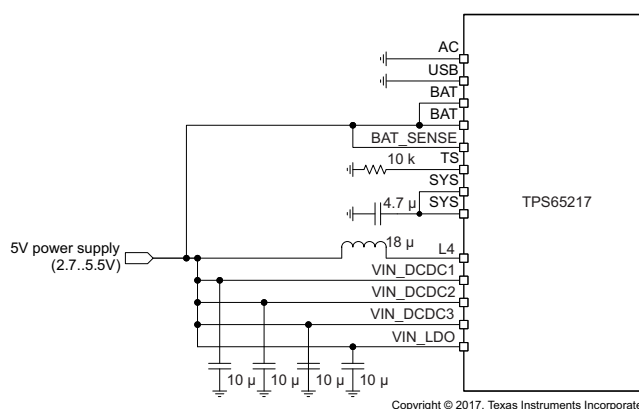 AC
USB
BAT
BAT
BAT_SENSE
10 k
TS
SYS
4.7 µ
SYS
TPS65217
5V power supply
(2.7..5.5V)
18 µ
L4
VIN_DCDC1
VIN_DCDC2
VIN_DCDC3
VIN_LDO
10 µ
10 µ
10 µ
10 µ
Copyright © 2017, Texas Instruments Incorporate